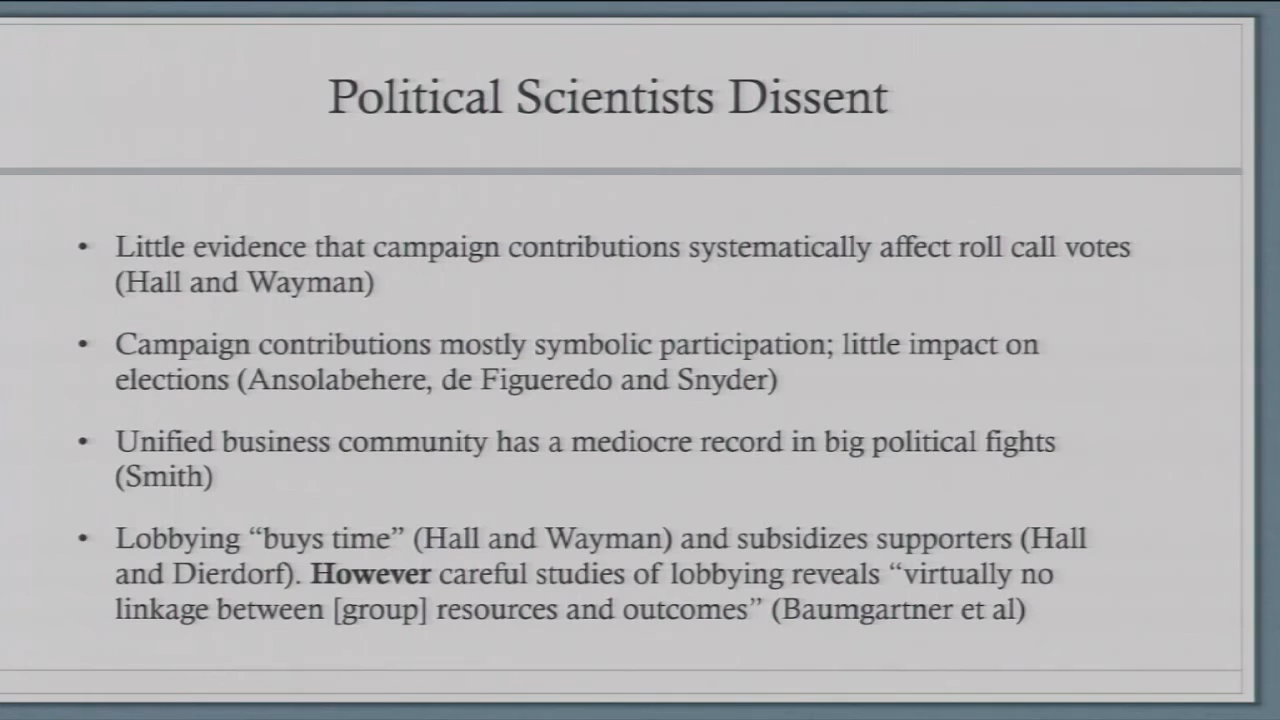 Political Scientists Dissent
• Little evidence that campaign contributions systematically affect roll call votes
(Hall and Wayman)
• Campaign contributions mostly symbolic participation; little impact on
elections (Ansolabehere, de Figueredo and Snyder)
• Unified business community has a mediocre record in big political fights
(Smith)
• Lobbying “buys time” (Hall and Wayman) and subsidizes supporters (Hall
and Dierdorf). However careful studies of lobbying reveals “virtually no
linkage between [group] resources and outcomes” (Baumgartner et al)